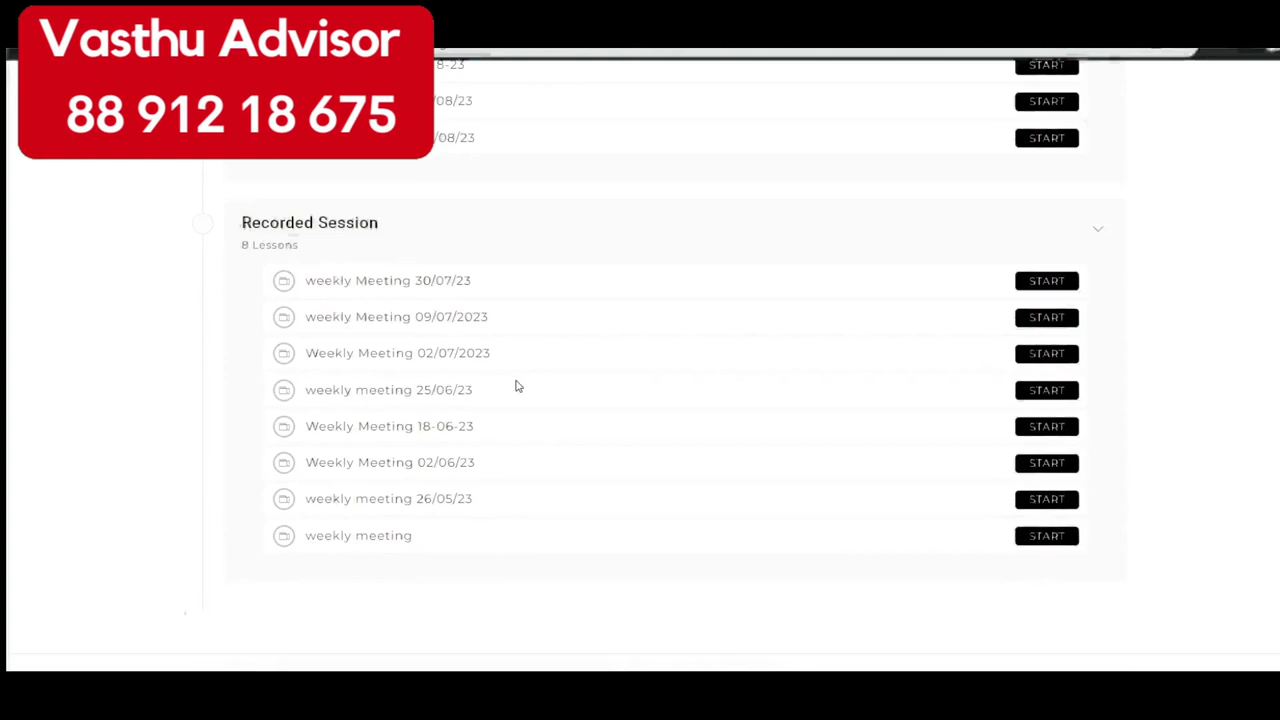 Vasthu Advisor
88 912 18 675
8-23 START
/08/23 START
/08/23 START
Recorded Session
8 Lessons
weekly Meeting 30/07/23 START
weekly Meeting 09/07/2023 START
Weekly Meeting 02/07/2023 START
weekly meeting 25/06/23 START
Weekly Meeting 18-06-23 START
Weekly Meeting 02/06/23 START
weekly meeting 26/05/23 START
weekly meeting START